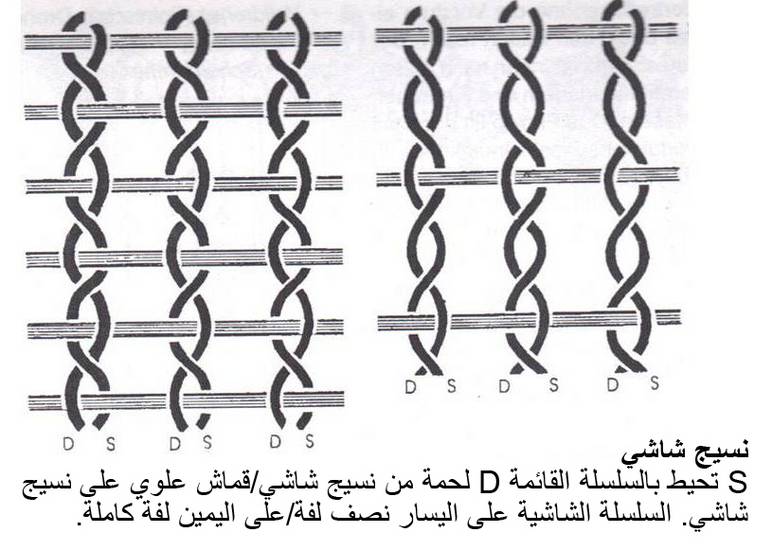 D S D S D S
D S D S D S
نسيج شاشي
S تحيط بالسلسلة القائمة D لحمة من نسيج شاشي/قماش علوي على نسيج
شاشي. السلسلة الشاشية على اليسار نصف لفة/على اليمين لفة كاملة.